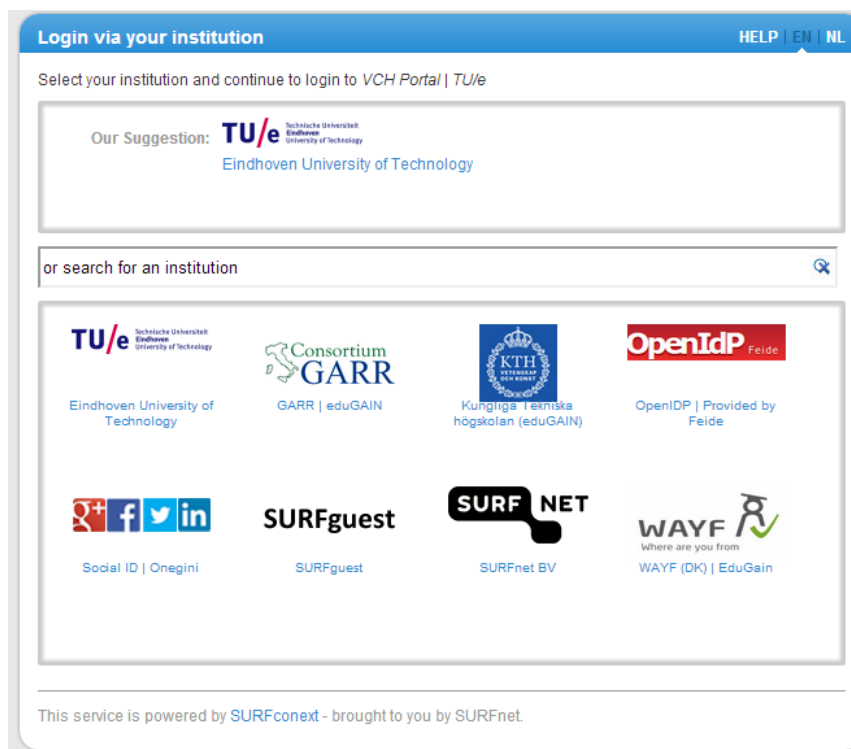 Login via your institution
HELP | EN | NL
Select your institution and continue to login to VCH Portal | TU/e
Our Suggestion:
TU/e Technische Universiteit Eindhoven University of Technology
Eindhoven University of Technology
or search for an institution
TU/e Technische Universiteit Eindhoven University of Technology
Consortium
GARR
KTH
VETENSKAP
OCH KONST
OpenIdP Feide
Eindhoven University of
Technology
GARR | eduGAIN
Kungliga Tekniska
högskolan (eduGAIN)
OpenIDP | Provided by
Feide
g+ f in
SURFguest
SURF NET
WAYF
Where are you from
Social ID | Onegini
SURFguest
SURFnet BV
WAYF (DK) | EduGain
This service is powered by SURFconext - brought to you by SURFnet.